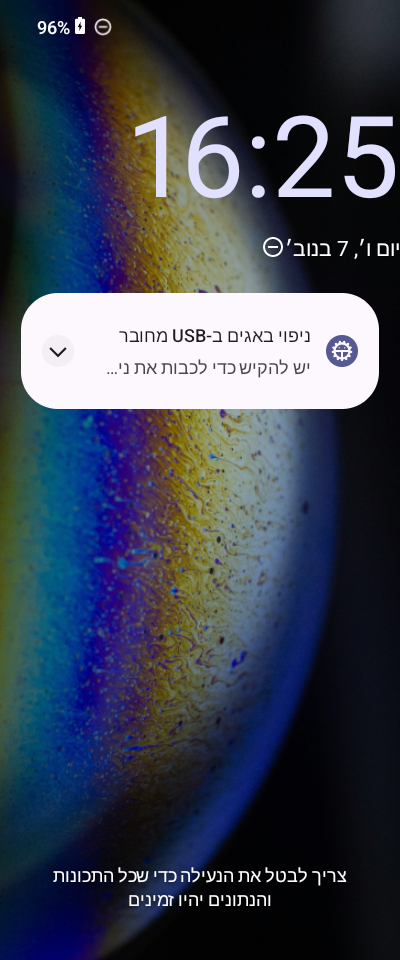 96%
16:25
יום ו׳, 7 בנוב׳
ניפוי באגים ב-USB מחובר
יש להקיש כדי לכבות את ני...
צריך לבטל את הנעילה כדי שכל התכונות
והנתונים יהיו זמינים